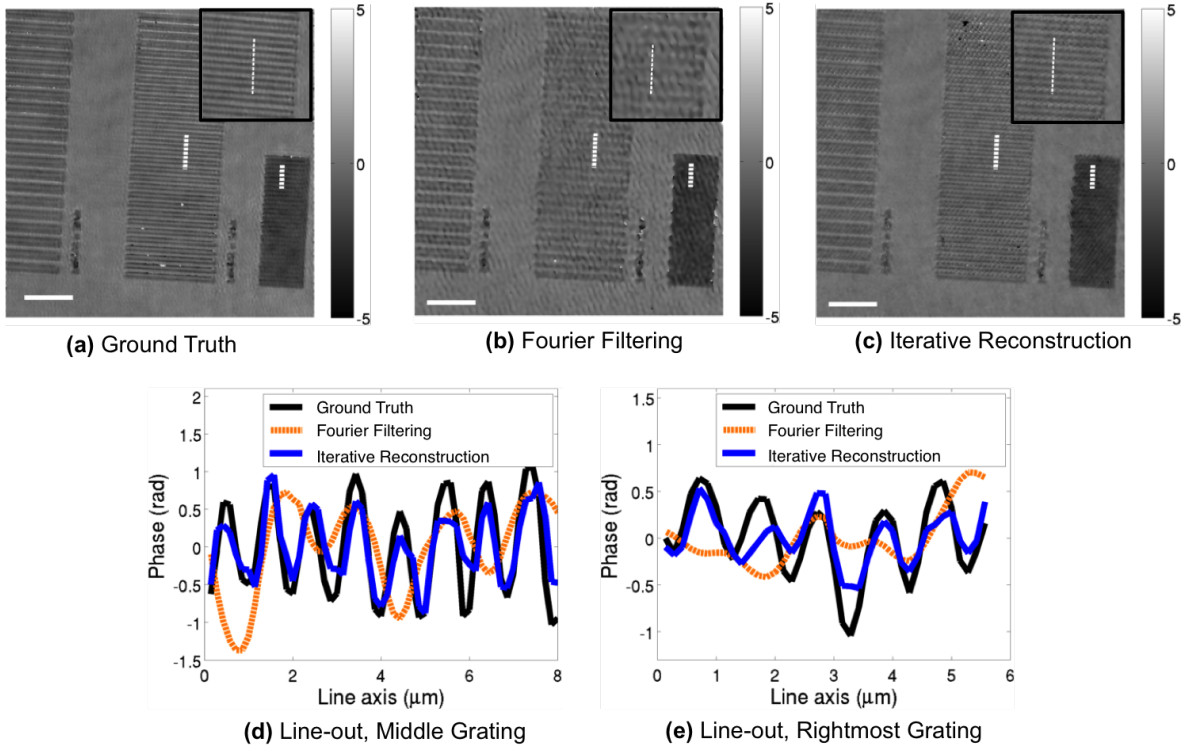 5
0
-5
(a) Ground Truth
5
0
-5
(b) Fourier Filtering
5
0
-5
(c) Iterative Reconstruction
2
1.5
1
0.5
0
-0.5
-1
-1.5
Phase (rad)
Ground Truth
Fourier Filtering
Iterative Reconstruction
0 2 4 6 8
Line axis (μm)
(d) Line-out, Middle Grating
1.5
1
0.5
0
-0.5
-1
Phase (rad)
Ground Truth
Fourier Filtering
Iterative Reconstruction
0 1 2 3 4 5 6
Line axis (μm)
(e) Line-out, Rightmost Grating